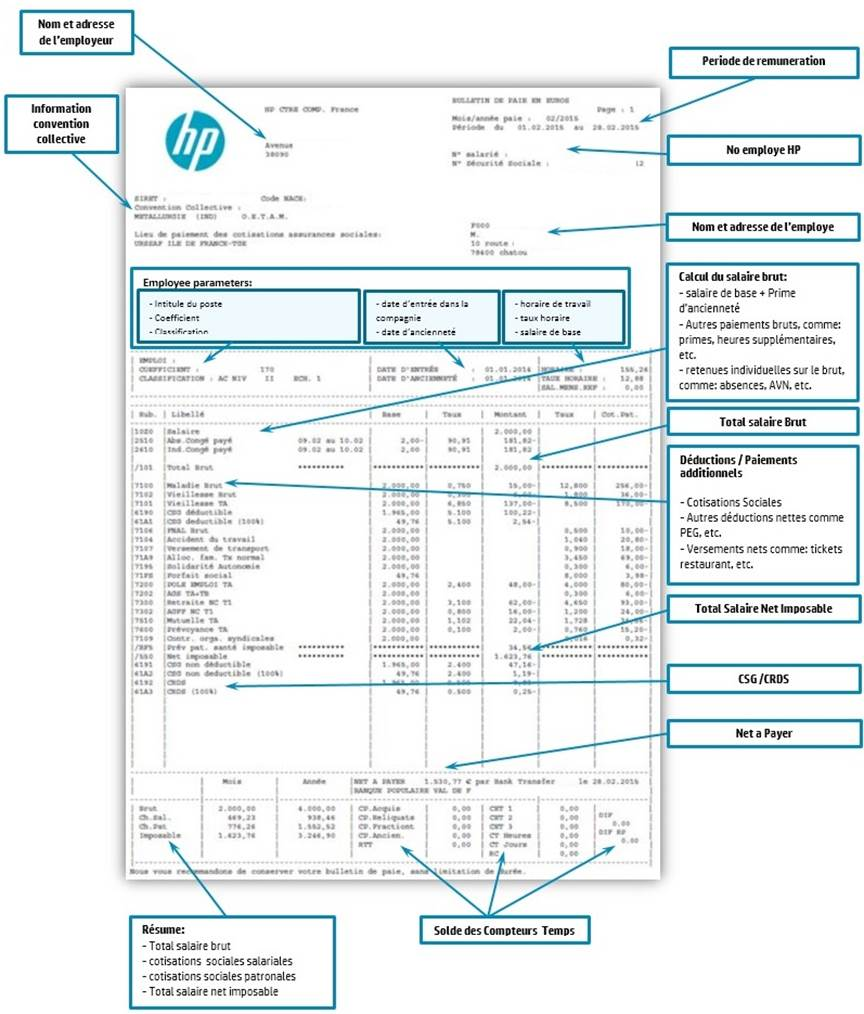 Nom et adresse
de l'employeur
Periode de remuneration
Information
convention
collective
No employe HP
Nom et adresse de l'employe
hp
HP CTRE COMP. France
Avenue
38090
BULLETIN DE PAIE EN EUROS
Page : 1
Mois/année paie : 02/2015
Période du 01.02.2015 au 28.02.2015
N° salarié :
N° Sécurité Sociale : (2
SIRET : Code NACE:
Convention Collective :
METALLURGIE (IND) O.E.T.A.M.
Lieu de paiement des cotisations assurances sociales:
URSSAF ILE DE FRANCE-TGE
M.
10 route :
78400 chatou
Employee parameters:
- Intitule du poste
- Coefficient
- Classification
- date d'entrée dans la
compagnie
- date d'ancienneté
- horaire de travail
- taux horaire
- salaire de base
Calcul du salaire brut:
- salaire de base + Prime
d'ancienneté
- Autres paiements bruts, comme:
primes, heures supplémentaires,
etc.
- retenues individuelles sur le brut,
comme: absences, AVN, etc.
EMPLOI :
COEFFICIENT : 170 DATE D'ENTRÉE : 01.01.2014 HORAIRE : 155,26
CLASSIFICATION : AC NIV II ECH. 1 DATE D'ANCIENNETÉ : 01.01.2014 TAUX HORAIRE : 12,88
SAL.MENS.REF : 0,00
Rub. Libellé Base Taux Montant Taux Cot.Pat.
Salaire 2.000,00
2510 Abs.Congé payé 09.02 au 10.02 2,00- 90,91 181,82-
2610 Ind.Congé payé 09.02 au 10.02 2,00 90,91 181,82
/101 Total Brut ********** 2.000,00
7100 Maladie Brut 2.000,00 0,750 15,00- 12,800 256,00-
7102 Vieillesse Brut 2.000,00 1,800 36,00-
7101 Vieillesse TA 2.000,00 6,850 137,00- 8,500 170,00-
6190 CSG déductible 1.965,00 5.100 100,22-
61A1 CSG deductible (100%) 49,76 5.100 2,54-
7106 FNAL Brut 2.000,00 0,500 10,00-
7104 Accident du travail 2.000,00 1,040 20,80-
7107 Versement de transport 2.000,00 0,900 18,00-
71A9 Alloc. fam. Tx normal 2.000,00 3,450 69,00-
7195 Solidarité Autonomie 2.000,00 0,300 6,00-
71FS Forfait social 49,76 8,000 3,98-
7200 POLE EMPLOI TA 2.000,00 2,400 48,00- 4,000 80,00-
7202 AGS TA+TB 2.000,00 0,300 6,00-
7300 Retraite NC T1 2.000,00 3,100 62,00- 4,650 93,00-
7302 AGFF NC T1 2.000,00 0,800 16,00- 1,200 24,00-
7510 Mutuelle TA 2.000,00 1,102 22,04- 1,728
7600 Prévoyance TA 2.000,00 0,100 2,00- 0,760 15,20-
7109 Contr. orgs. syndicales 2.000,00 0,32-
Prév pat. santé imposable ********** 34,56
/550 Net imposable ********** 1.623,76
6191 CSG non déductible 1.965,00 2.400 47,16-
61A2 CSG non deductible (100%) 49,76 2.400 1,19-
6192 CRDS
61A3 CRDS (100%) 49,76 0.500 0,25-
Total salaire Brut
Déductions / Paiements
additionnels
- Cotisations Sociales
- Autres déductions nettes comme
PEG, etc.
- Versements nets comme: tickets
restaurant, etc.
Total Salaire Net Imposable
CSG/CRDS
Net a Payer
Mois Année NET A PAYER 1.530,77 € par Bank Transfer le 28.02.2015
BANQUE POPULAIRE VAL DE F
Brut 2.000,00 4.000,00 CP.Acquis 0,00 CNT 1 0,00
Ch.Sal. 469,23 938,46 CP.Reliquats 0,00 CNT 2 0,00 DIF 0.00
Ch.Pat 776,26 1.552,52 CP.Fractiont 0,00 CNT 3 0,00
Imposable 1.623,76 3.246,90 CP.Ancien. 0,00 CT Heures 0,00 DIF RP 0.00
RTT 0,00 CT Jours 0,00
RC 0,00
Nous vous recommandons de conserver votre bulletin de paie, sans limitation de durée.
Résume:
- Total salaire brut
- cotisations sociales salariales
- cotisations sociales patronales
- Total salaire net imposable
Solde des Compteurs Temps